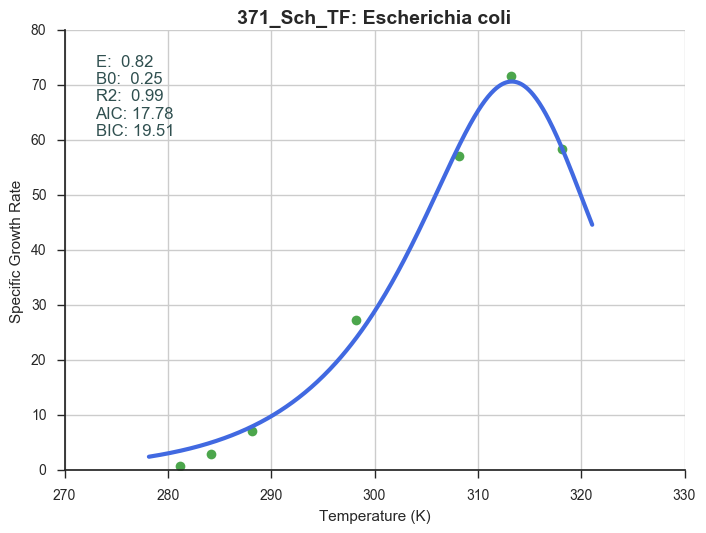 371_Sch_TF: Escherichia coli
E: 0.82
B0: 0.25
R2: 0.99
AIC: 17.78
BIC: 19.51
Specific Growth Rate
80
70
60
50
40
30
20
10
0
270 280 290 300 310 320 330
Temperature (K)